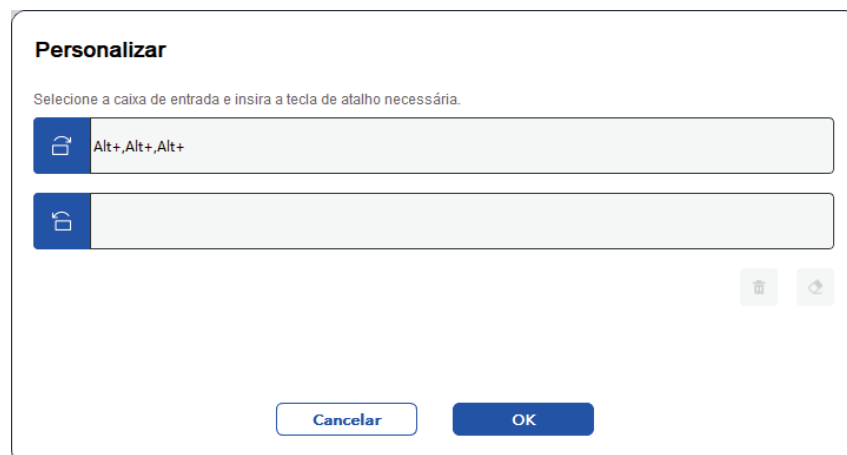 Personalizar
Selecione a caixa de entrada e insira a tecla de atalho necessária.
Alt+,Alt+,Alt+
Cancelar
OK